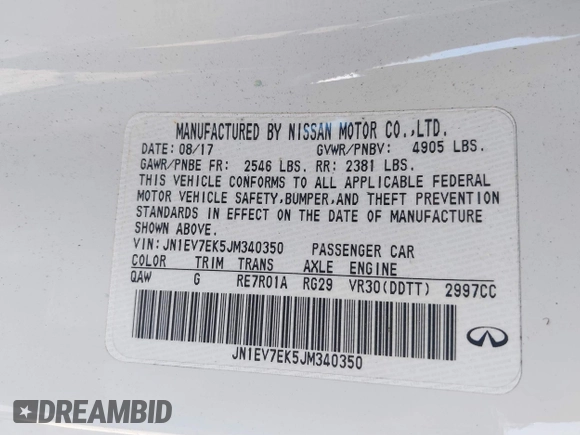 MANUFACTURED BY NISSAN MOTOR CO.,LTD.
DATE: 08/17 GVWR/PNBV: 4905 LBS.
GAWR/PNBE FR: 2546 LBS. RR: 2381 LBS.
THIS VEHICLE CONFORMS TO ALL APPLICABLE FEDERAL
MOTOR VEHICLE SAFETY,BUMPER,AND THEFT PREVENTION
STANDARDS IN EFFECT ON THE DATE OF MANUFACTURE
SHOWN ABOVE.
VIN: JN1EV7EK5JM340350 PASSENGER CAR
COLOR TRIM TRANS AXLE ENGINE
QAW G RE7R01A RG29 VR30(DDTT) 2997CC
JN1EV7EK5JM340350
DREAMBID